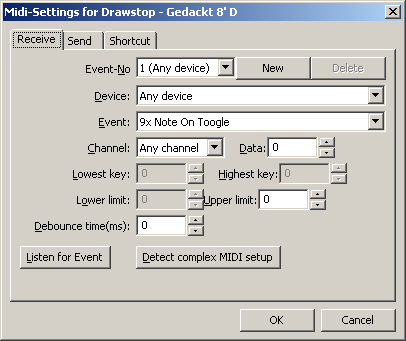 Midi-Settings for Drawstop - Gedackt 8' D
Receive Send Shortcut
Event-No 1 (Any device) New Delete
Device: Any device
Event: 9x Note On Toogle
Channel: Any channel Data: 0
Lowest key: 0 Highest key: 0
Lower limit: 0 Upper limit: 0
Debounce time(ms): 0
Listen for Event Detect complex MIDI setup
OK Cancel